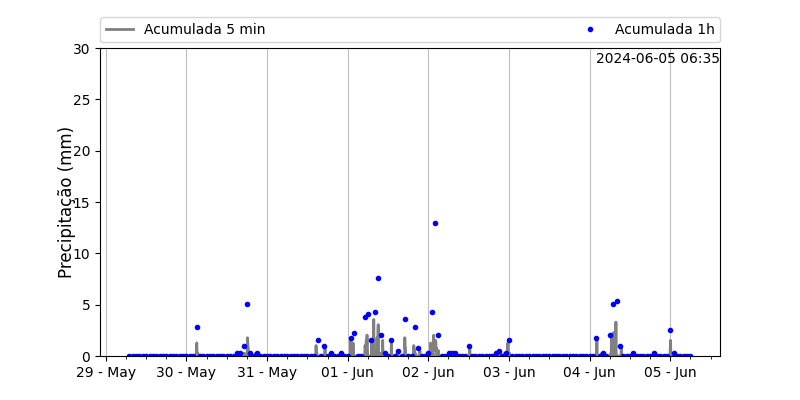 Acumulada 5 min Acumulada 1h
2024-06-05 06:35
30
25
20
15
10
5
0
Precipitação (mm)
29 - May 30 - May 31 - May 01 - Jun 02 - Jun 03 - Jun 04 - Jun 05 - Jun